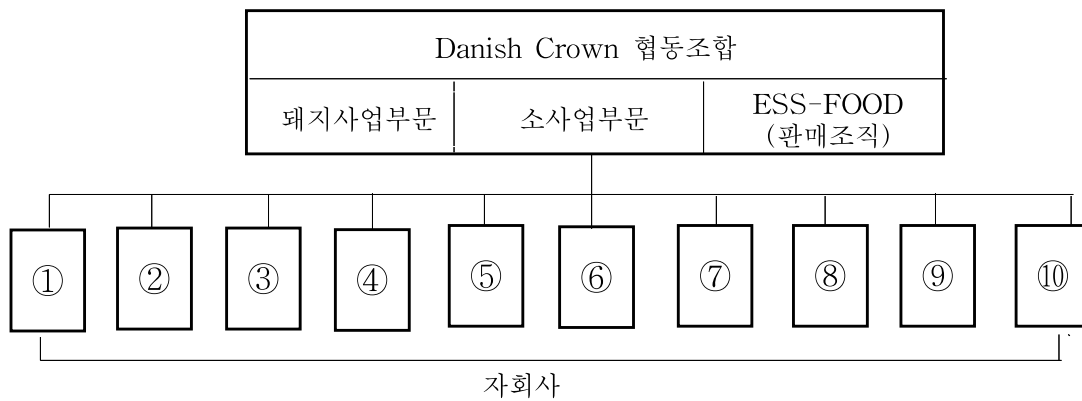 Danish Crown 협동조합
돼지사업부문
소사업부문
ESS-FOOD
(판매조직)
① ② ③ ④ ⑤ ⑥ ⑦ ⑧ ⑨ ⑩
자회사